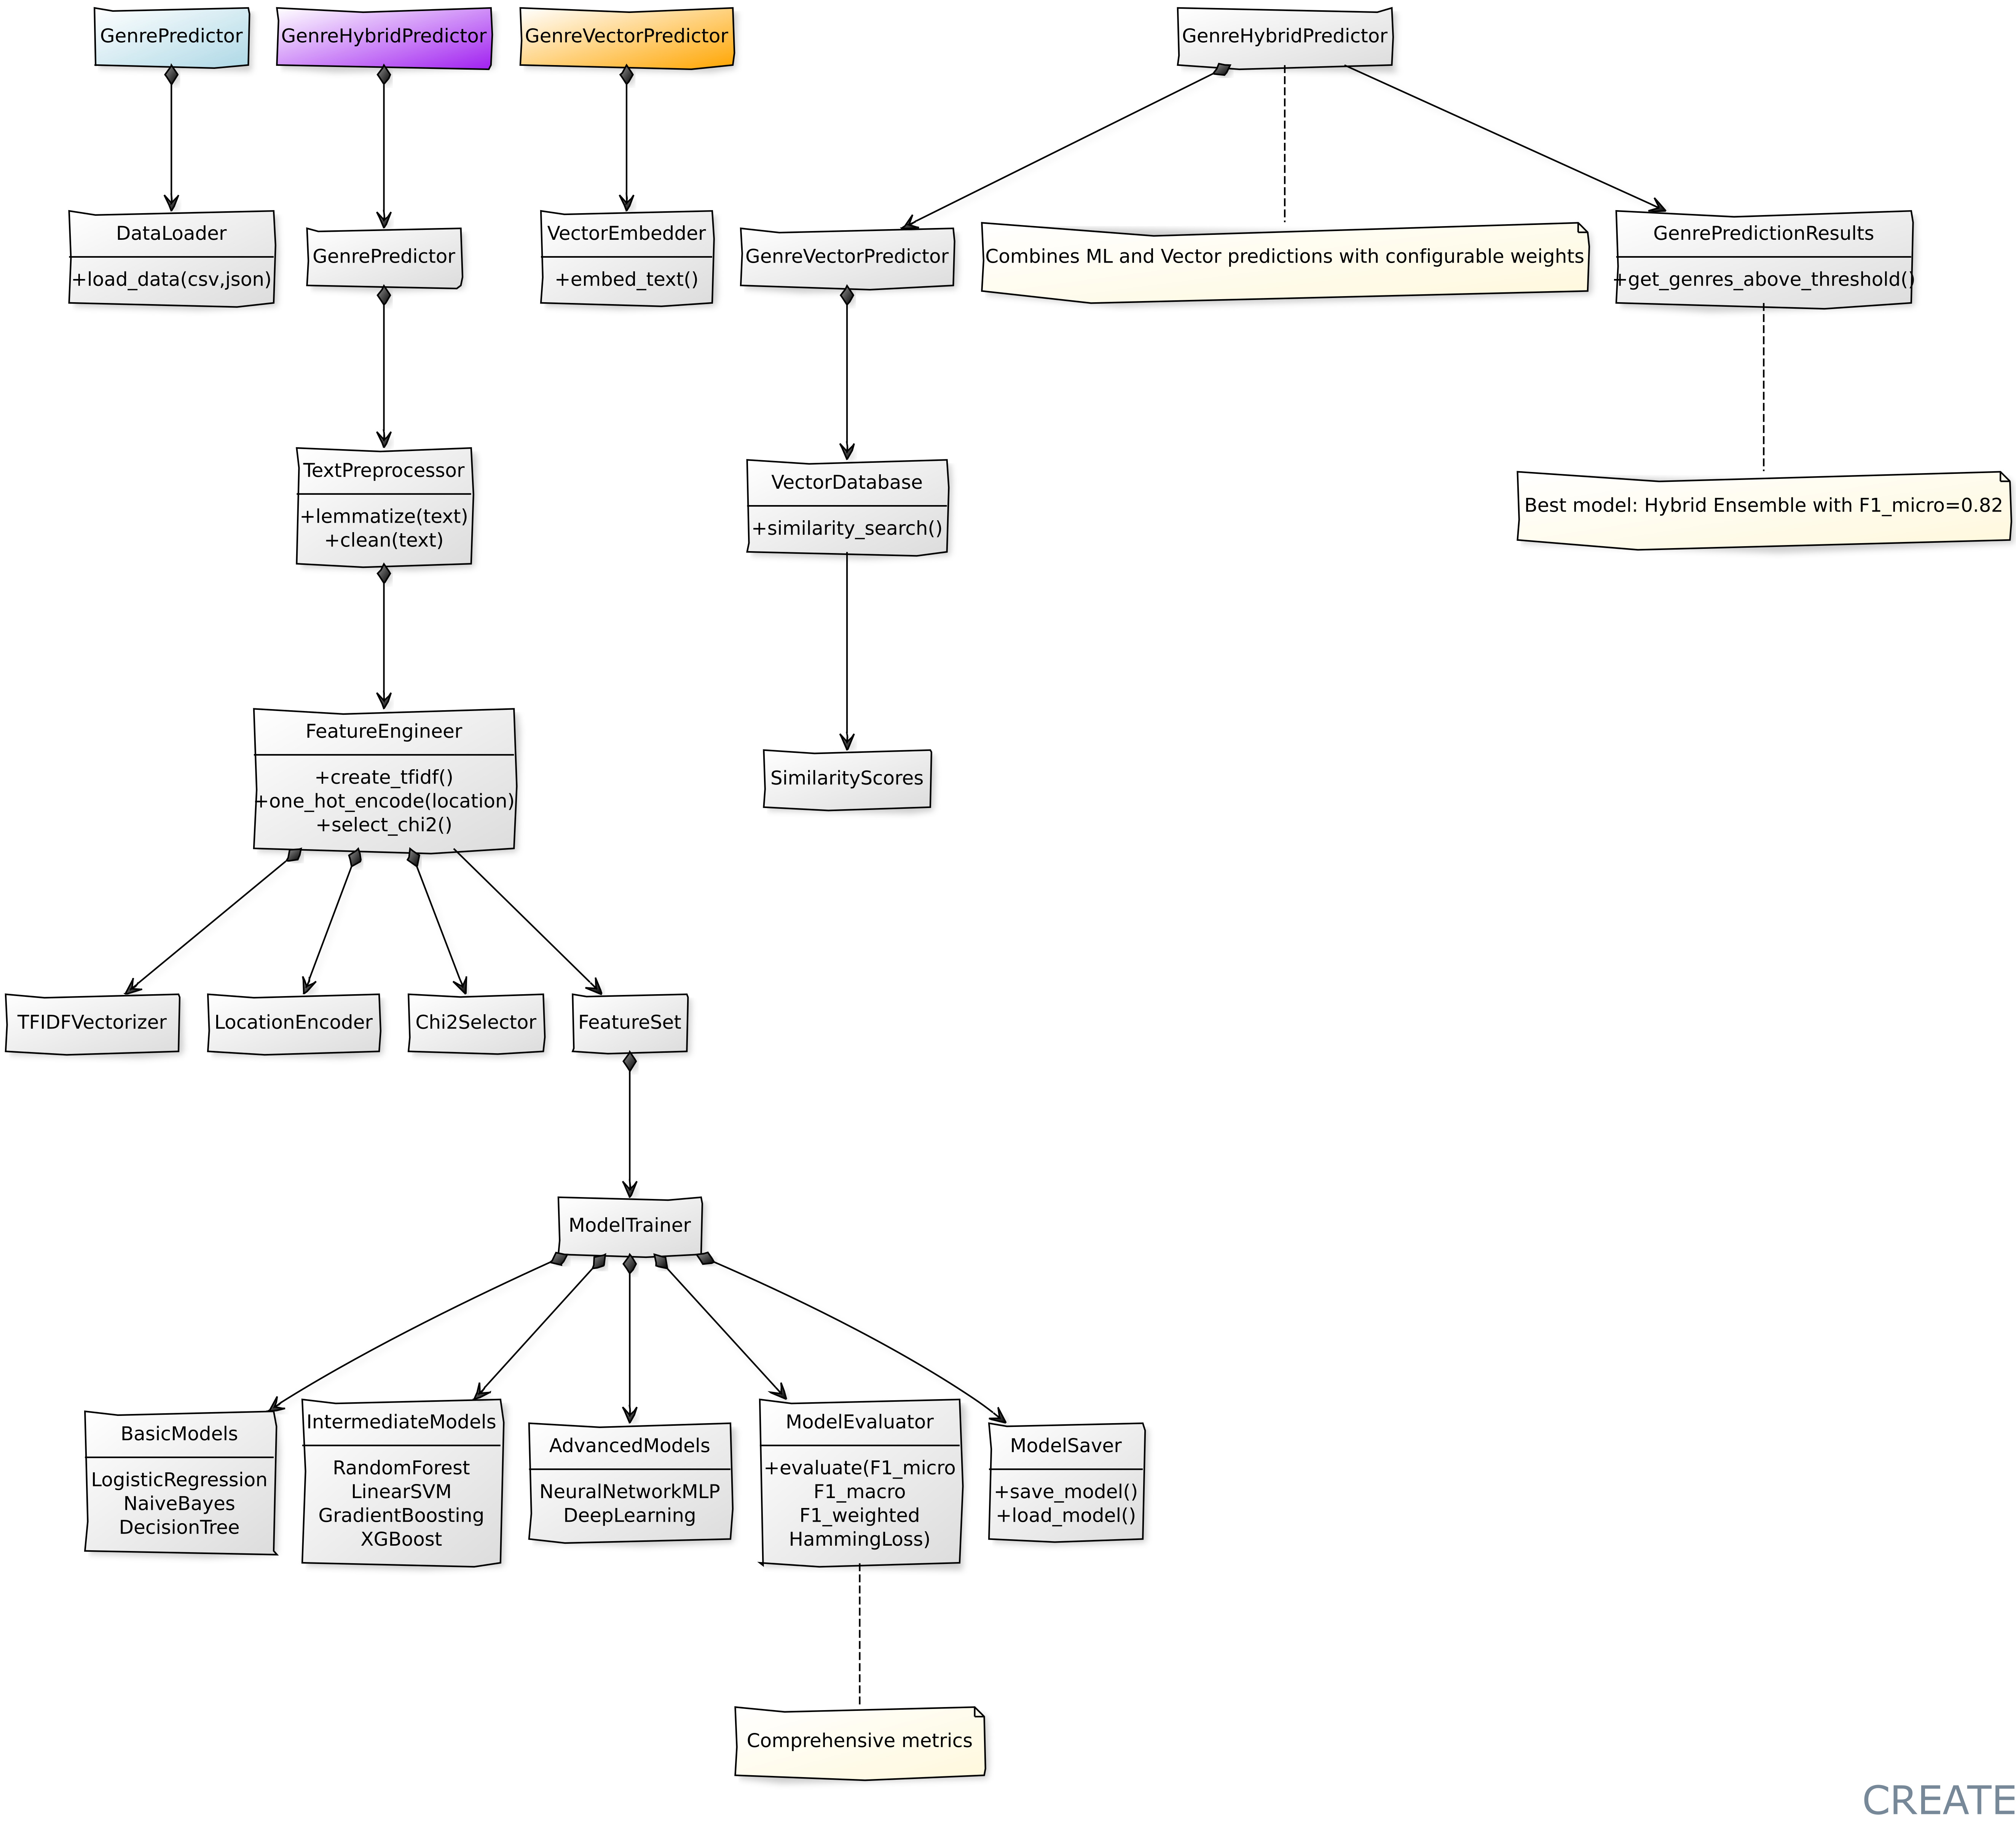 GenrePredictor
GenreHybridPredictor
GenreVectorPredictor
GenreHybridPredictor
DataLoader
+load_data(csv,json)
GenrePredictor
VectorEmbedder
+embed_text()
GenreVectorPredictor
Combines ML and Vector predictions with configurable weights
GenrePredictionResults
+get_genres_above_threshold()
TextPreprocessor
+lemmatize(text)
+clean(text)
VectorDatabase
+similarity_search()
Best model: Hybrid Ensemble with F1_micro=0.82
FeatureEngineer
+create_tfidf()
+one_hot_encode(location)
+select_chi2()
SimilarityScores
TFIDFVectorizer
LocationEncoder
Chi2Selector
FeatureSet
ModelTrainer
BasicModels
LogisticRegression
NaiveBayes
DecisionTree
IntermediateModels
RandomForest
LinearSVM
GradientBoosting
XGBoost
AdvancedModels
NeuralNetworkMLP
DeepLearning
ModelEvaluator
+evaluate(F1_micro
F1_macro
F1_weighted
HammingLoss)
ModelSaver
+save_model()
+load_model()
Comprehensive metrics
CREATE